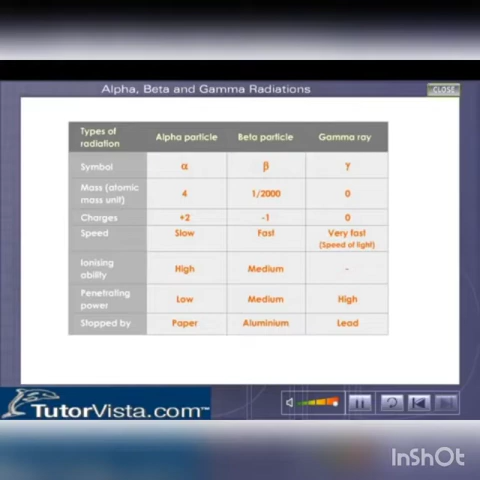 Alpha, Beta and Gamma Radiations
CLOSE
Types of radiation Alpha particle Beta particle Gamma ray
Symbol α β γ
Mass (atomic mass unit) 4 1/2000 0
Charges +2 -1 0
Speed Slow Fast Very fast (Speed of light)
Ionising ability High Medium -
Penetrating power Low Medium High
Stopped by Paper Aluminium Lead
TutorVista.com™
InShOt